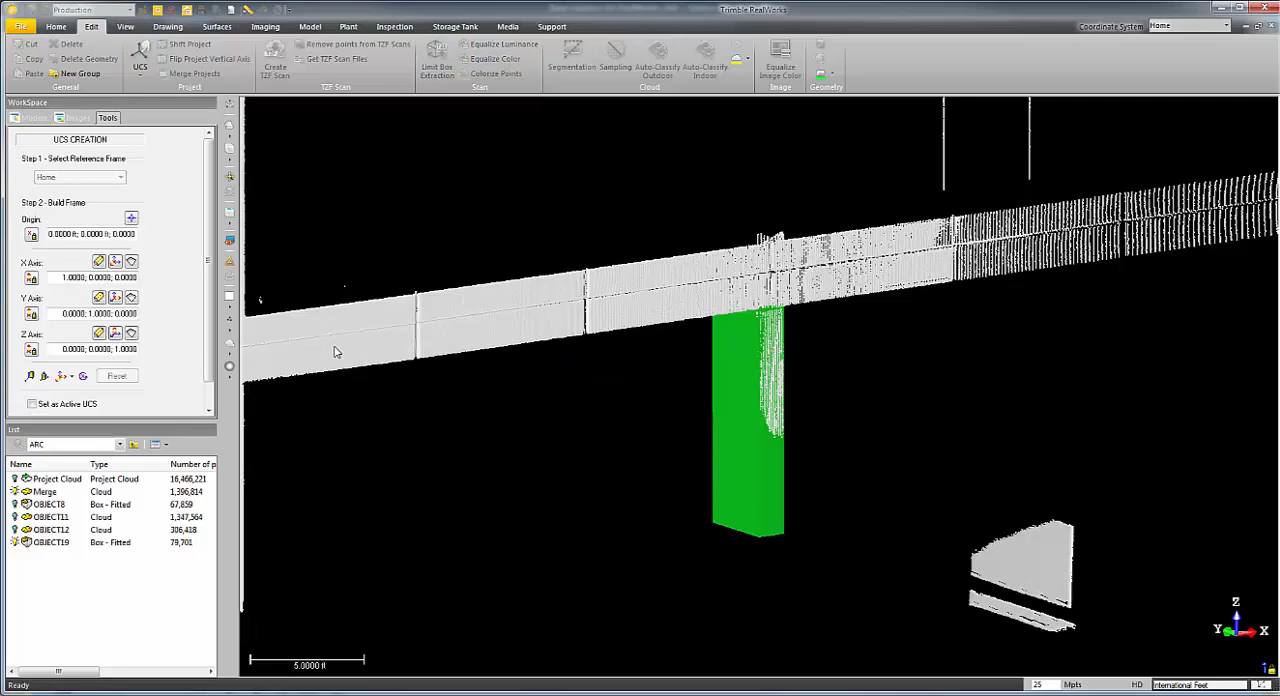 Production
Trimble RealWorks
File Home Edit View Drawing Surfaces Imaging Model Plant Inspection Storage Tank Media Support
Coordinate System Home
Cut Delete
Copy Delete Geometry
Paste New Group
General
UCS
Shift Project
Flip Project Vertical Axis
Merge Projects
Project
Create TZF Scan
Remove points from TZF Scans
Get TZF Scan Files
TZF Scan
Limit Box Extraction
Equalize Luminance
Equalize Color
Colorize Points
Scan
Segmentation Sampling Auto-Classify Outdoor Auto-Classify Indoor
Cloud
Equalize Image Color
Image
Geometry
WorkSpace
Models Images Tools
UCS CREATION
Step 1 - Select Reference Frame
Home
Step 2 - Build Frame
Origin:
0.0000 ft; 0.0000 ft; 0.0000
X Axis:
1.0000; 0.0000; 0.0000
Y Axis:
0.0000; 1.0000; 0.0000
Z Axis:
0.0000; 0.0000; 1.0000
Reset
Set as Active UCS
List
ARC
Name Type Number of p
Project Cloud Project Cloud 16,466,221
Merge Cloud 1,396,814
OBJECT8 Box - Fitted 67,859
OBJECT11 Cloud 1,347,564
OBJECT12 Cloud 306,418
OBJECT19 Box - Fitted 79,701
5.0000 ft
Z
Y X
Ready
25 Mpts HD International Feet